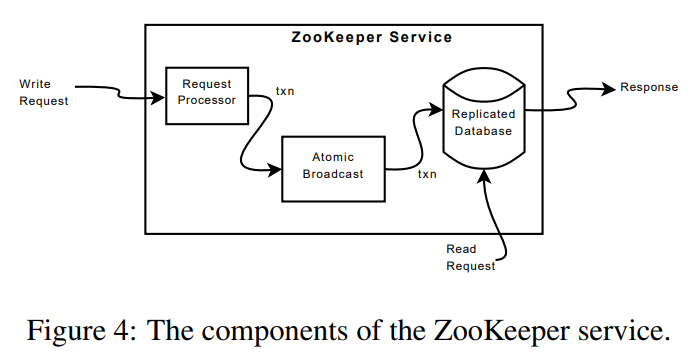 ZooKeeper Service
Write
Request
Request
Processor
txn
Atomic
Broadcast
txn
Replicated
Database
Response
Read
Request
Figure 4: The components of the ZooKeeper service.